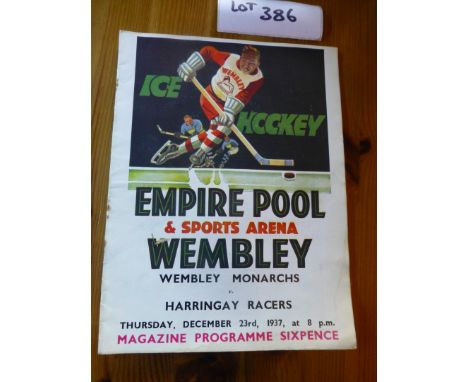 LOT 386
ICE
HOCKEY
WEMBLEY
EMPIRE POOL
& SPORTS ARENA
WEMBLEY
WEMBLEY MONARCHS
v.
HARRINGAY RACERS
THURSDAY, DECEMBER 23rd, 1937, at 8 p.m.
MAGAZINE PROGRAMME SIXPENCE